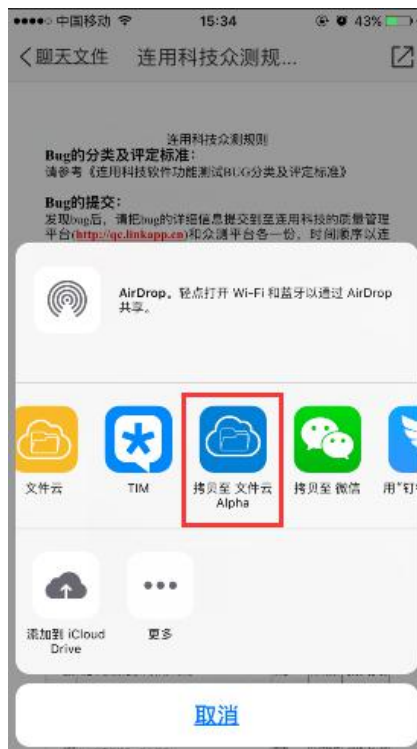 中国移动 15:34 43%
聊天文件 连用科技众测规...
连用科技众测规则
Bug的分类及评定标准:
请参考《连用科技软件功能测试BUG分类及评定标准》
Bug的提交:
发现bug后，请把bug的详细信息提交到至连用科技的质量管理
平台(http://qc.linkapp.cn)和众测平台各一份，时间顺序以连
AirDrop，轻点打开 Wi-Fi 和蓝牙以通过 AirDrop
共享。
文件云 TIM 拷贝至 文件云 拷贝至 微信 用"钉
Alpha
添加到 iCloud 更多
Drive
取消